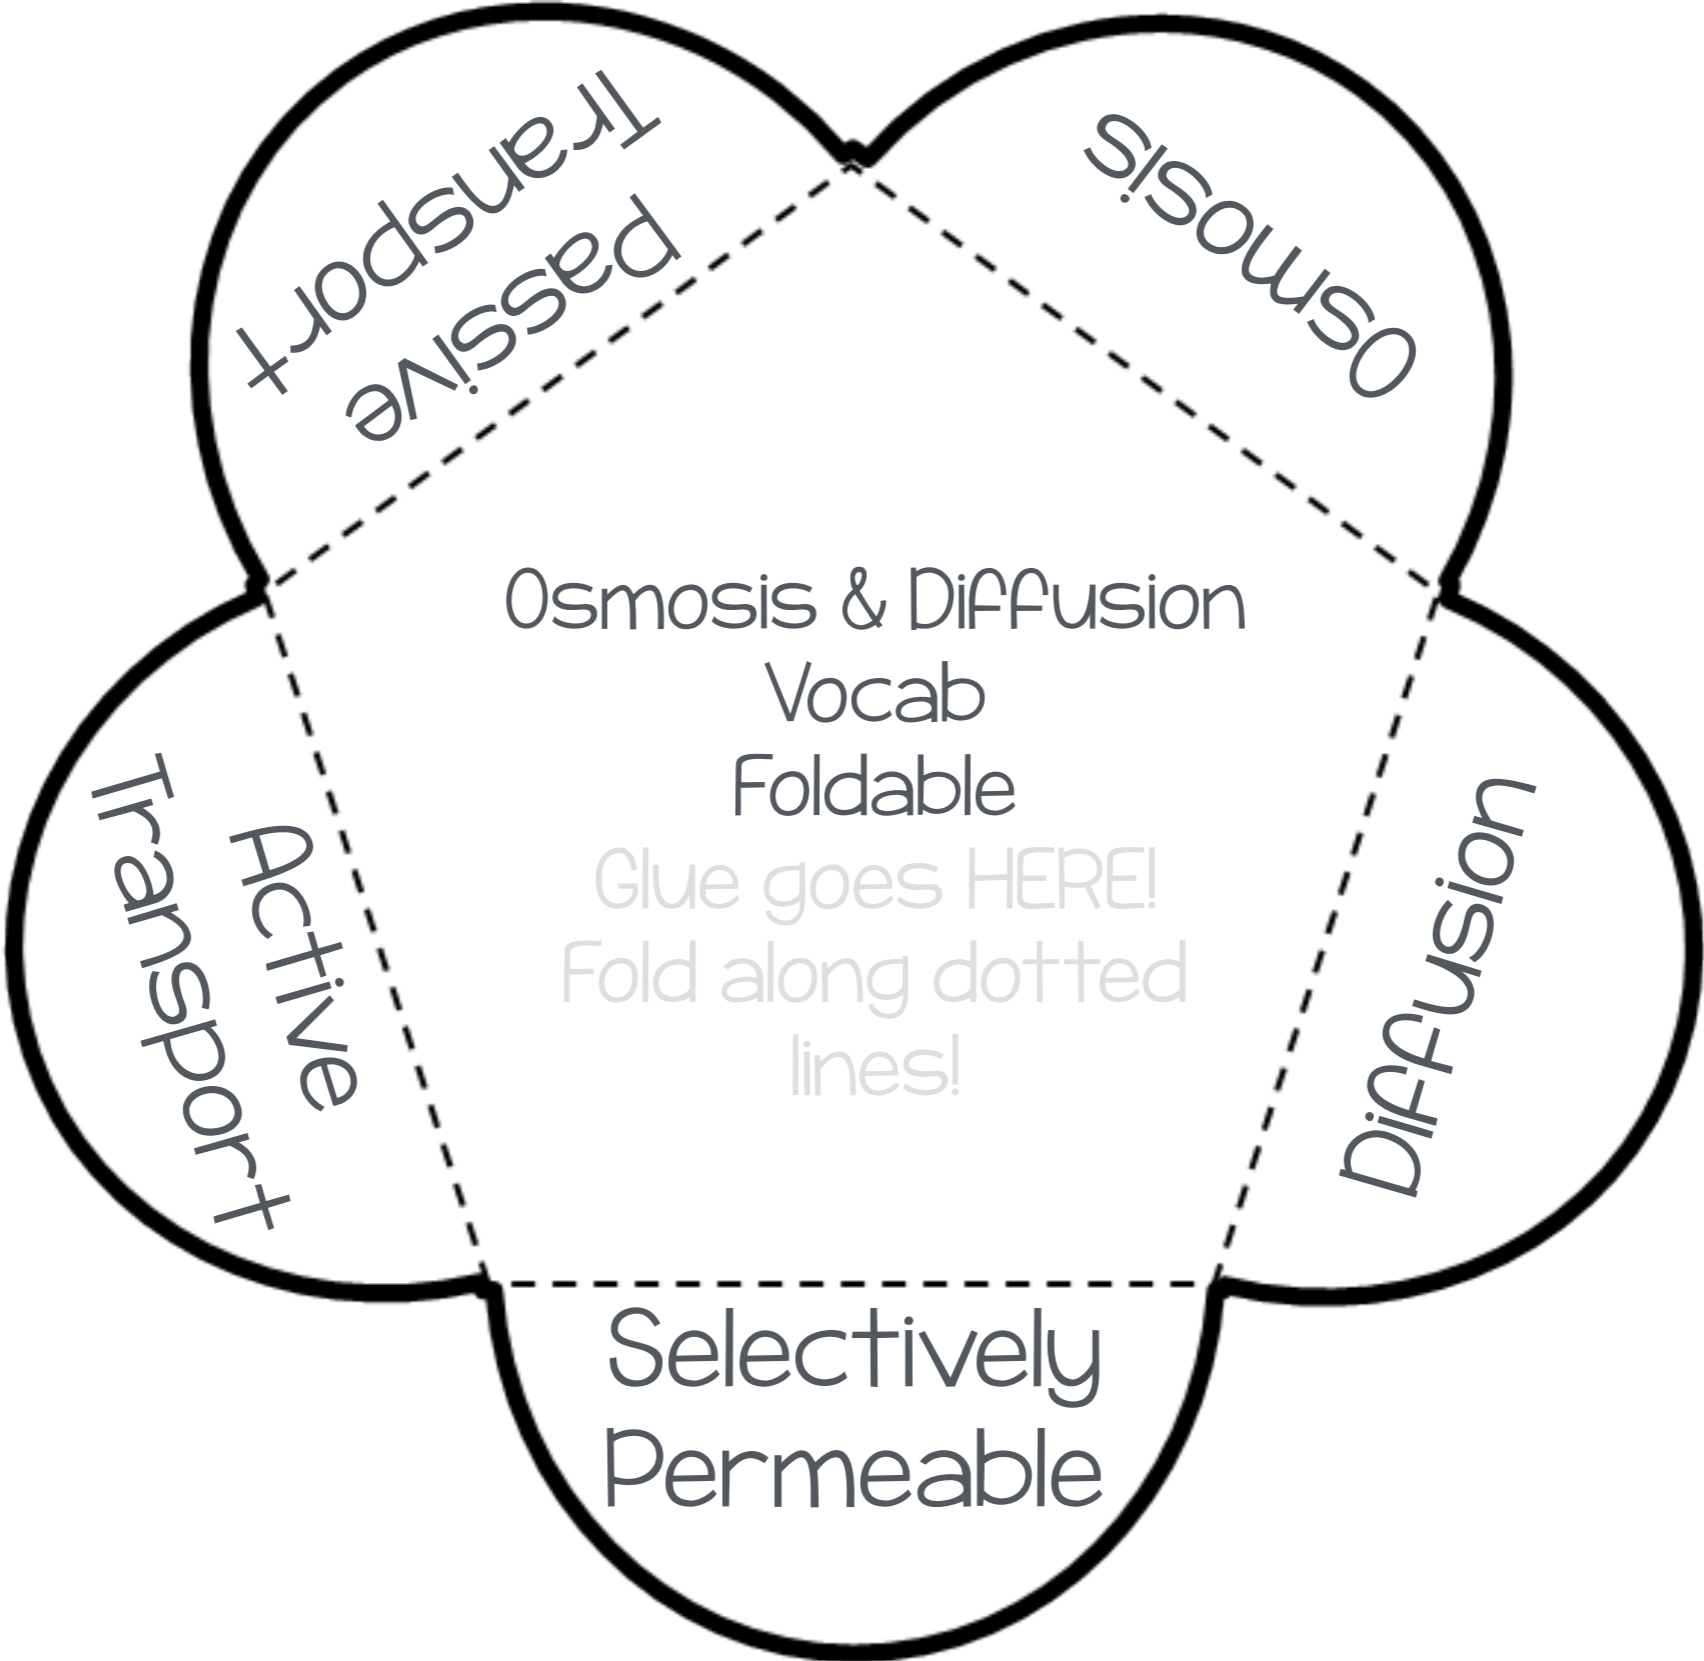 Passive
Transport
Osmosis
Osmosis & Diffusion
Vocab
Foldable
Glue goes HERE!
Fold along dotted
lines!
Active
Transport
Diffusion
Selectively
Permeable